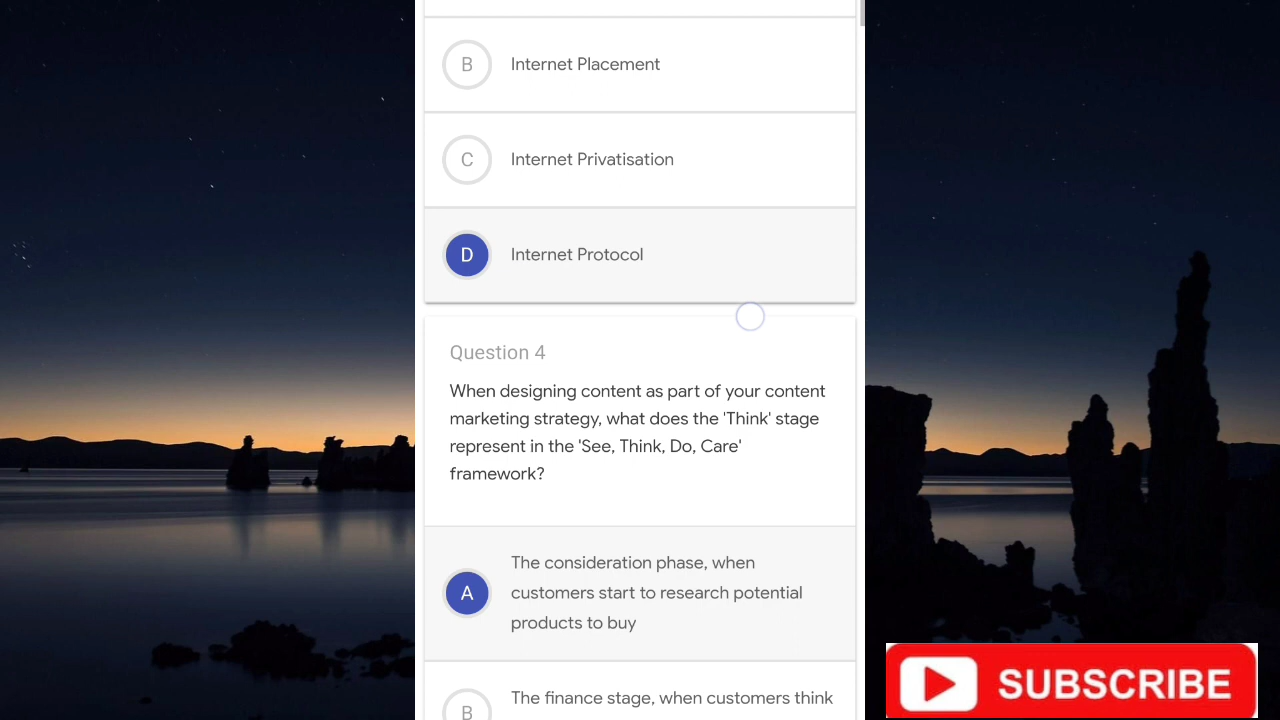 B Internet Placement
C Internet Privatisation
D Internet Protocol
Question 4
When designing content as part of your content
marketing strategy, what does the 'Think' stage
represent in the 'See, Think, Do, Care'
framework?
The consideration phase, when
A customers start to research potential
products to buy
B The finance stage, when customers think
SUBSCRIBE